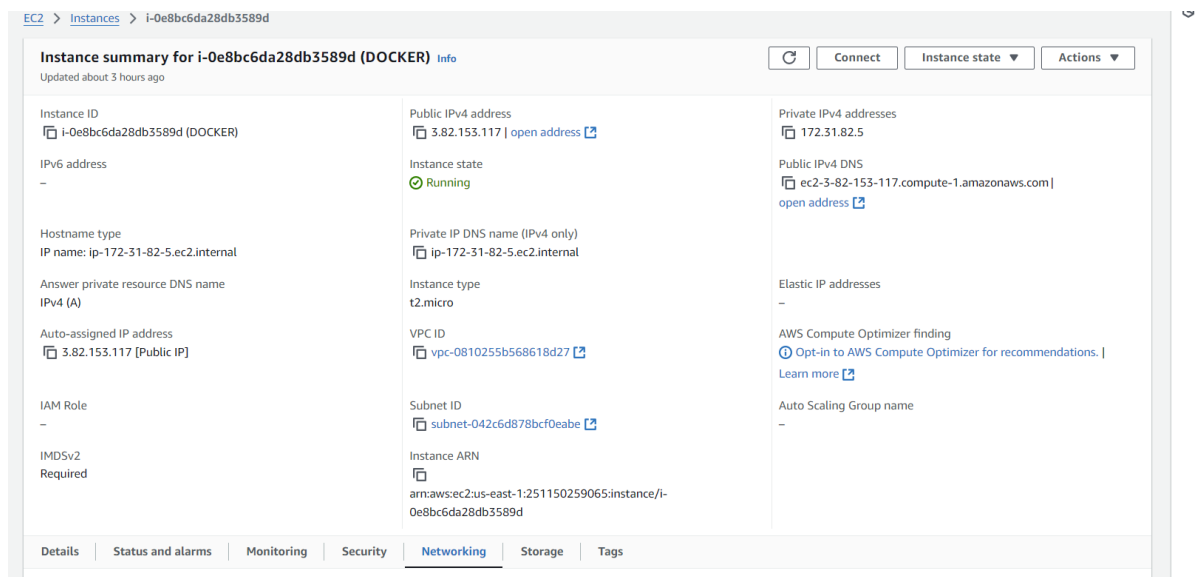 EC2 > Instances > i-0e8bc6da28db3589d
Instance summary for i-0e8bc6da28db3589d (DOCKER) Info
Updated about 3 hours ago
Connect
Instance state
Actions
Instance ID
i-0e8bc6da28db3589d (DOCKER)
Public IPv4 address
3.82.153.117 | open address
Private IPv4 addresses
172.31.82.5
IPv6 address
–
Instance state
Running
Public IPv4 DNS
ec2-3-82-153-117.compute-1.amazonaws.com |
open address
Hostname type
IP name: ip-172-31-82-5.ec2.internal
Private IP DNS name (IPv4 only)
ip-172-31-82-5.ec2.internal
Answer private resource DNS name
IPv4 (A)
Instance type
t2.micro
Elastic IP addresses
–
Auto-assigned IP address
3.82.153.117 [Public IP]
VPC ID
vpc-0810255b568618d27
AWS Compute Optimizer finding
Opt-in to AWS Compute Optimizer for recommendations. |
Learn more
IAM Role
–
Subnet ID
subnet-042c6d878bcf0eabe
Auto Scaling Group name
–
IMDSv2
Required
Instance ARN
arn:aws:ec2:us-east-1:251150259065:instance/i-
0e8bc6da28db3589d
Details
Status and alarms
Monitoring
Security
Networking
Storage
Tags